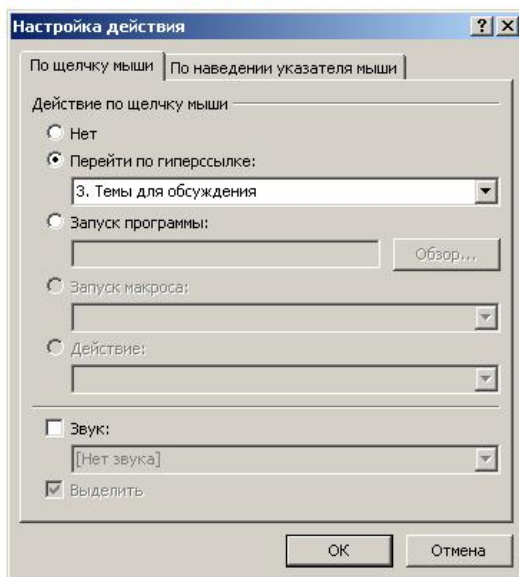 Настройка действия
По щелчку мыши По наведении указателя мыши
Действие по щелчку мыши
Нет
Перейти по гиперссылке:
3. Темы для обсуждения
Запуск программы:
Обзор...
Запуск макроса:
Действие:
Звук:
[Нет звука]
Выделить
ОК Отмена